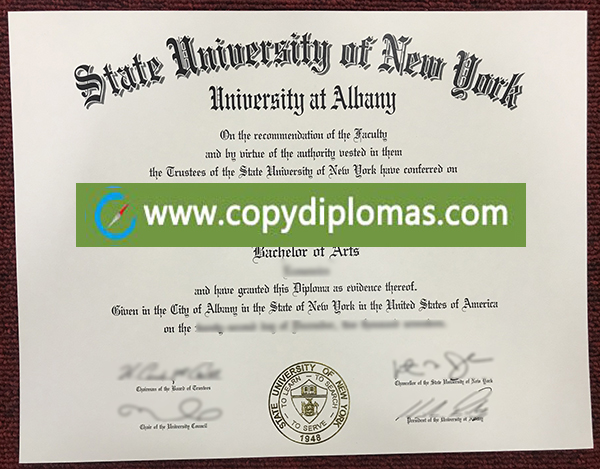 State University of New York
University at Albany
On the recommendation of the Faculty
and by virtue of the authority vested in them
the Trustees of the State University of New York have conferred on
www.copydiplomas.com
Bachelor of Arts
and have granted this Diploma as evidence thereof.
Given in the City of Albany in the State of New York in the United States of America
on the
Chairman of the Board of Trustees
Chancellor of the State University of New York
Chair of the University Council
President of the University at Albany
STATE UNIVERSITY OF NEW YORK
TO LEARN TO SEARCH
TO SERVE
1948